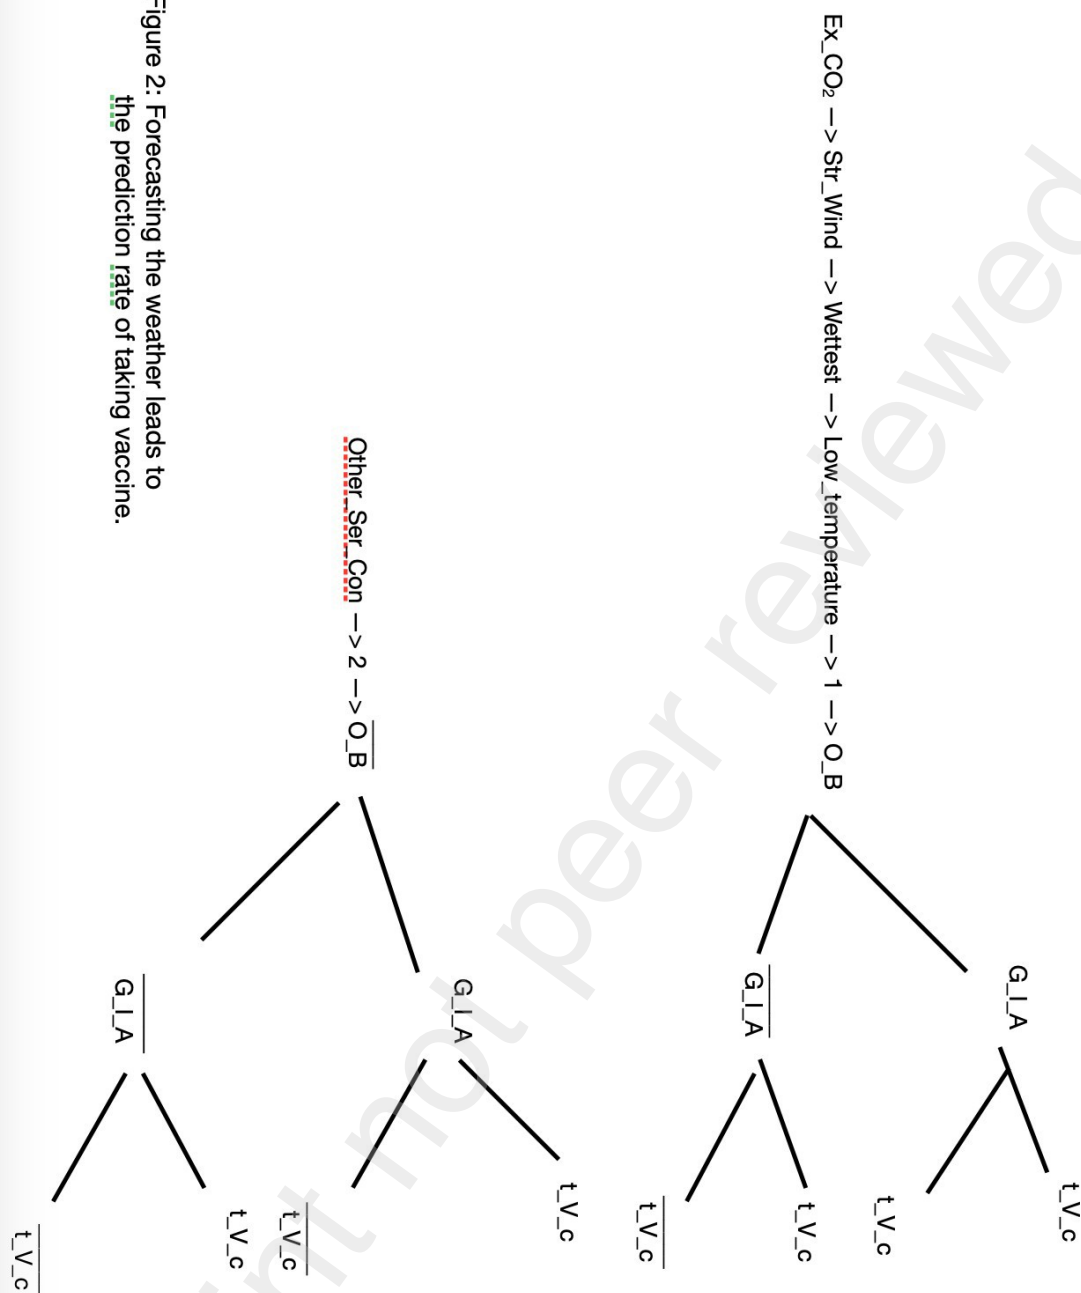 t_V_c
G_I_A
t_V_c
Ex_CO₂ —> Str_Wind —> Wettest —> Low_temperature —> 1 —> O_B
t_V_c
G_I_A
t_V_c
t_V_c
G_I_A
Other_Ser_Con —> 2 —> O_B
t_V_c
t_V_c
G_I_A
t_V_c
Figure 2: Forecasting the weather leads to
the prediction rate of taking vaccine.
not peer reviewed